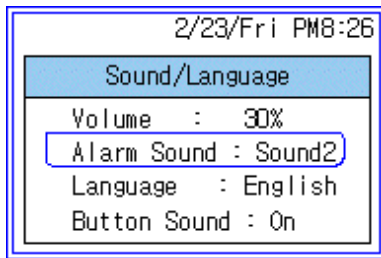 2/23/Fri PM8:26
Sound/Language
Volume : 30%
Alarm Sound : Sound2
Language : English
Button Sound : On